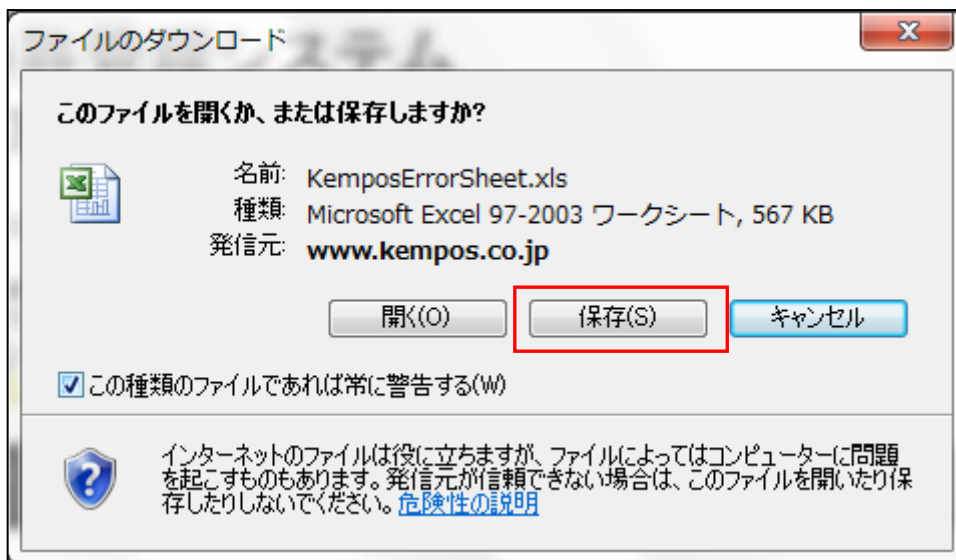 ファイルのダウンロード
このファイルを開くか、または保存しますか?
名前: KemposErrorSheet.xls
種類: Microsoft Excel 97-2003 ワークシート, 567 KB
発信元: www.kempos.co.jp
開く(O) 保存(S) キャンセル
この種類のファイルであれば常に警告する(W)
インターネットのファイルは役に立ちますが、ファイルによってはコンピューターに問題
を起こすものもあります。発信元が信頼できない場合は、このファイルを開いたり保
存したりしないでください。危険性の説明